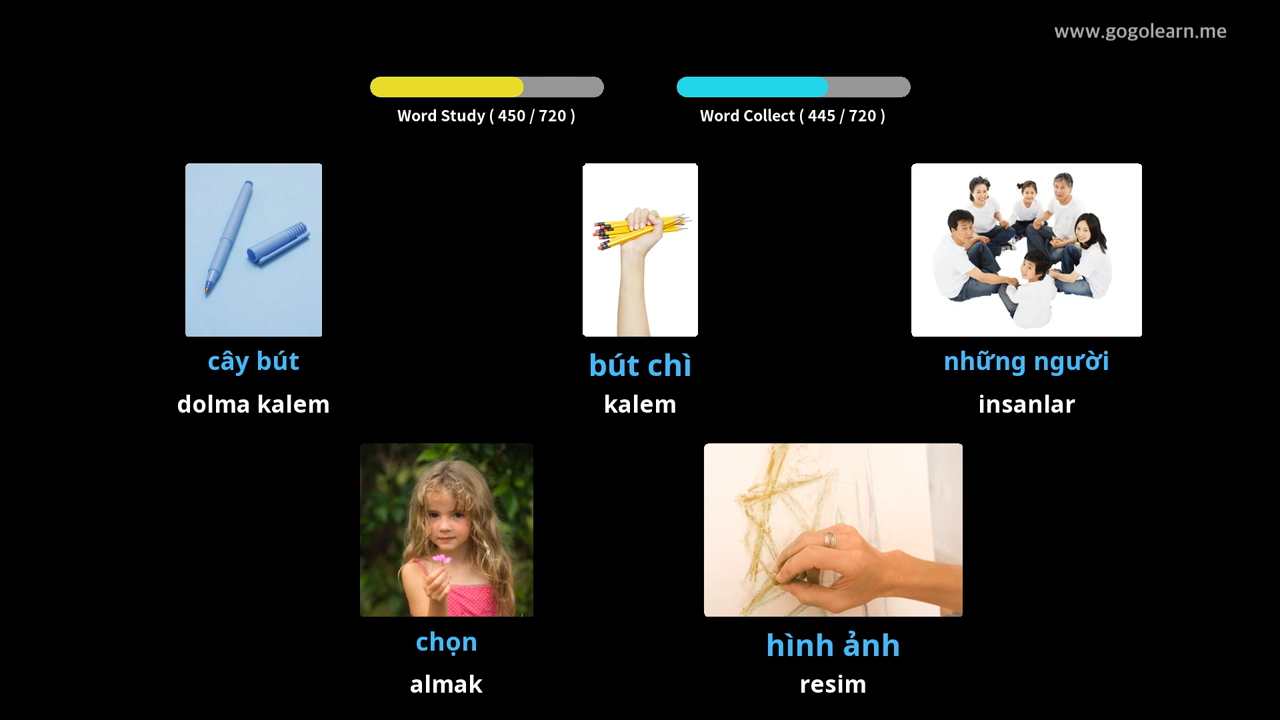 www.gogolearn.me
Word Study ( 450 / 720 )
Word Collect ( 445 / 720 )
cây bút
dolma kalem
bút chì
kalem
những người
insanlar
chọn
almak
hình ảnh
resim